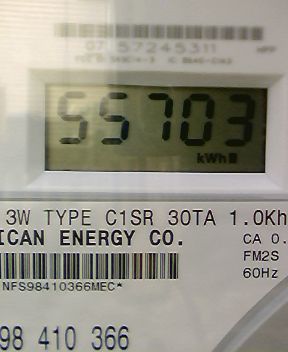 07 57245311
55703
kWh
3W TYPE C1SR 30TA 1.0Kh
ICAN ENERGY CO.
CA 0.
FM2S
60Hz
NFS98410366MEC*
98 410 366